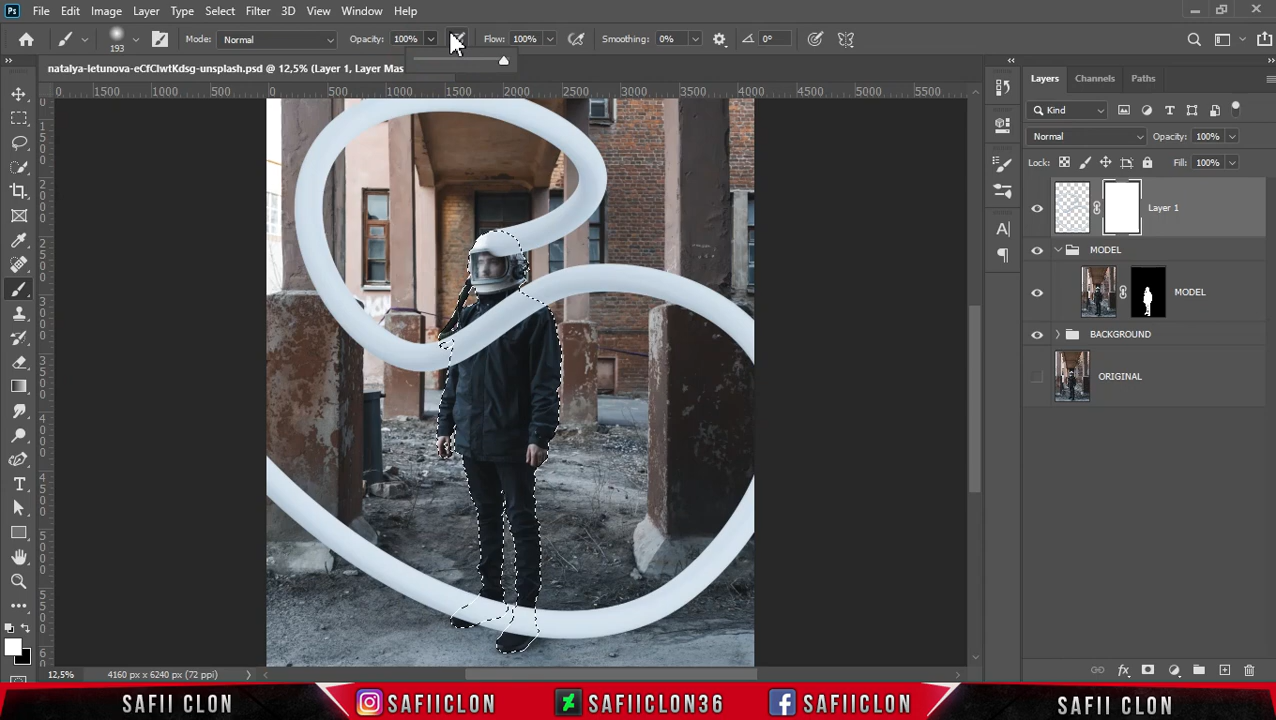 Ps File Edit Image Layer Type Select Filter 3D View Window Help
193 Mode: Normal Opacity: 100% Flow: 100% Smoothing: 0% 0°
natalya-letunova-eCfCIwtKdsg-unsplash.psd @ 12,5% (Layer 1, Layer Mas
1500 1000 500 0 500 1000 1500 2000 2500 3000 3500 4000 4500 5000 5500
Layers Channels Paths
Kind
Normal Opacity: 100%
Lock: Fill: 100%
Layer 1
MODEL
MODEL
BACKGROUND
ORIGINAL
12,5% 4160 px x 6240 px (72 ppi)
fx
SAFII CLON SAFIICLON SAFIICLON36 SAFIICLON SAFII CLON